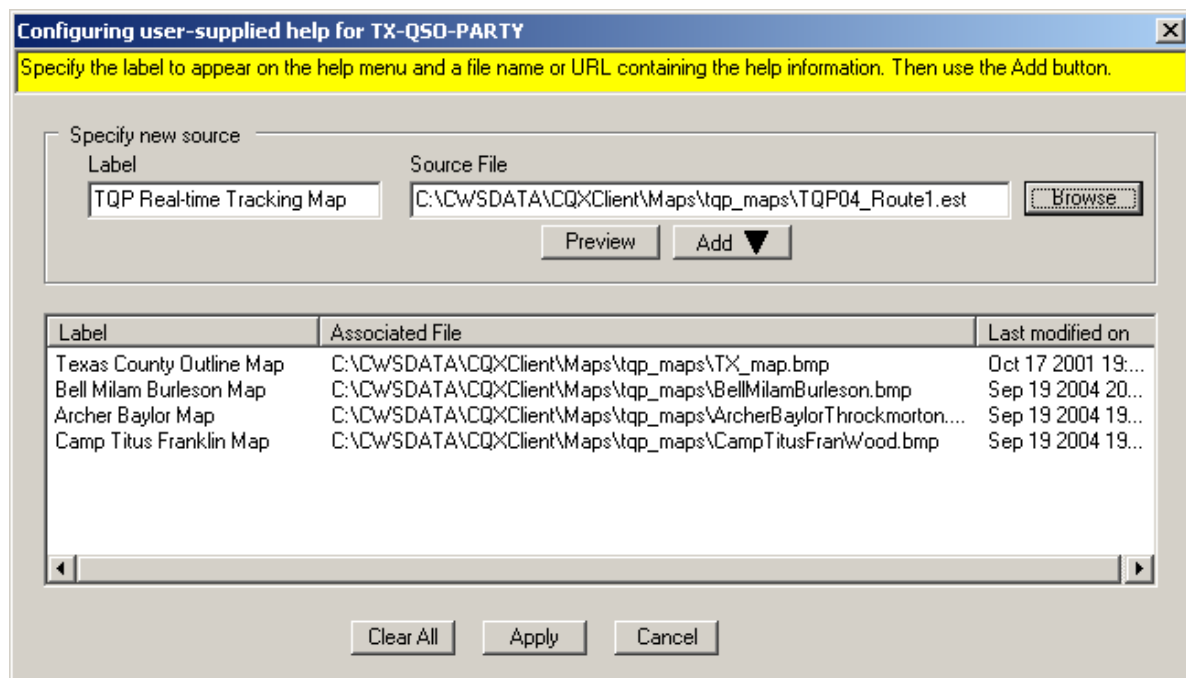 Configuring user-supplied help for TX-QSO-PARTY
Specify the label to appear on the help menu and a file name or URL containing the help information. Then use the Add button.
Specify new source
Label Source File
TQP Real-time Tracking Map C:\CWSDATA\CQXClient\Maps\tqp_maps\TQP04_Route1.est Browse
Preview Add
Label Associated File Last modified on
Texas County Outline Map C:\CWSDATA\CQXClient\Maps\tqp_maps\TX_map.bmp Oct 17 2001 19:...
Bell Milam Burleson Map C:\CWSDATA\CQXClient\Maps\tqp_maps\BellMilamBurleson.bmp Sep 19 2004 20...
Archer Baylor Map C:\CWSDATA\CQXClient\Maps\tqp_maps\ArcherBaylorThrockmorton.... Sep 19 2004 19...
Camp Titus Franklin Map C:\CWSDATA\CQXClient\Maps\tqp_maps\CampTitusFranWood.bmp Sep 19 2004 19...
Clear All Apply Cancel